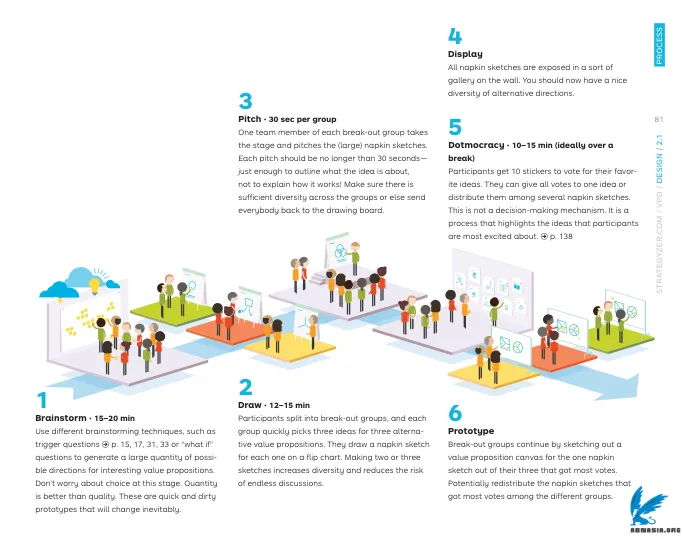 4
Display
All napkin sketches are exposed in a sort of
gallery on the wall. You should now have a nice
diversity of alternative directions.
3
Pitch • 30 sec per group
One team member of each break-out group takes
the stage and pitches the (large) napkin sketches.
Each pitch should be no longer than 30 seconds—
just enough to outline what the idea is about,
not to explain how it works! Make sure there is
sufficient diversity across the groups or else send
everybody back to the drawing board.
5
Dotmocracy • 10–15 min (ideally over a
break)
Participants get 10 stickers to vote for their favor-
ite ideas. They can give all votes to one idea or
distribute them among several napkin sketches.
This is not a decision-making mechanism. It is a
process that highlights the ideas that participants
are most excited about. → p. 138
PROCESS
81
STRATEGYZER.COM / VPD / DESIGN / 2.1
1
Brainstorm • 15–20 min
Use different brainstorming techniques, such as
trigger questions → p. 15, 17, 31, 33 or “what if”
questions to generate a large quantity of possi-
ble directions for interesting value propositions.
Don't worry about choice at this stage. Quantity
is better than quality. These are quick and dirty
prototypes that will change inevitably.
2
Draw • 12–15 min
Participants split into break-out groups, and each
group quickly picks three ideas for three alterna-
tive value propositions. They draw a napkin sketch
for each one on a flip chart. Making two or three
sketches increases diversity and reduces the risk
of endless discussions.
6
Prototype
Break-out groups continue by sketching out a
value proposition canvas for the one napkin
sketch out of their three that got most votes.
Potentially redistribute the napkin sketches that
got most votes among the different groups.
ABNASIA.ORG